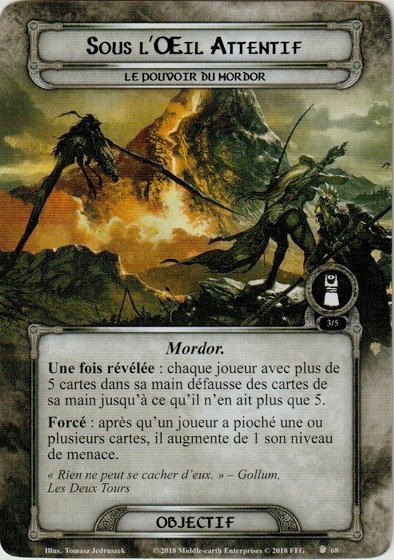 Sous l'Œil Attentif
Le Pouvoir du Mordor
3/5
Mordor.
Une fois révélée : chaque joueur avec plus de
5 cartes dans sa main défausse des cartes de
sa main jusqu'à ce qu'il n'en ait plus que 5.
Forcé : après qu'un joueur a pioché une ou
plusieurs cartes, il augmente de 1 son niveau
de menace.
« Rien ne peut se cacher d'eux. » – Gollum,
Les Deux Tours
Objectif
Illus. Tomasz Jedruszek © 2018 Middle-earth Enterprises © 2018 FFG 68